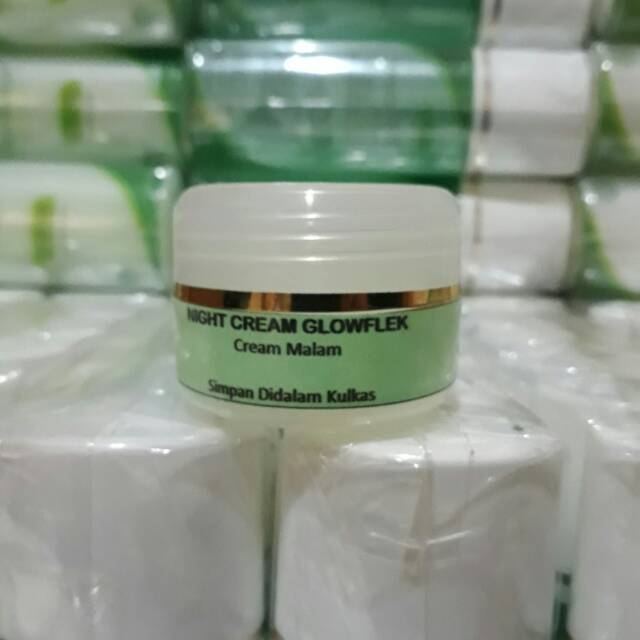 NIGHT CREAM GLOWFLEK
Cream Malam
Simpan Didalam Kulkas